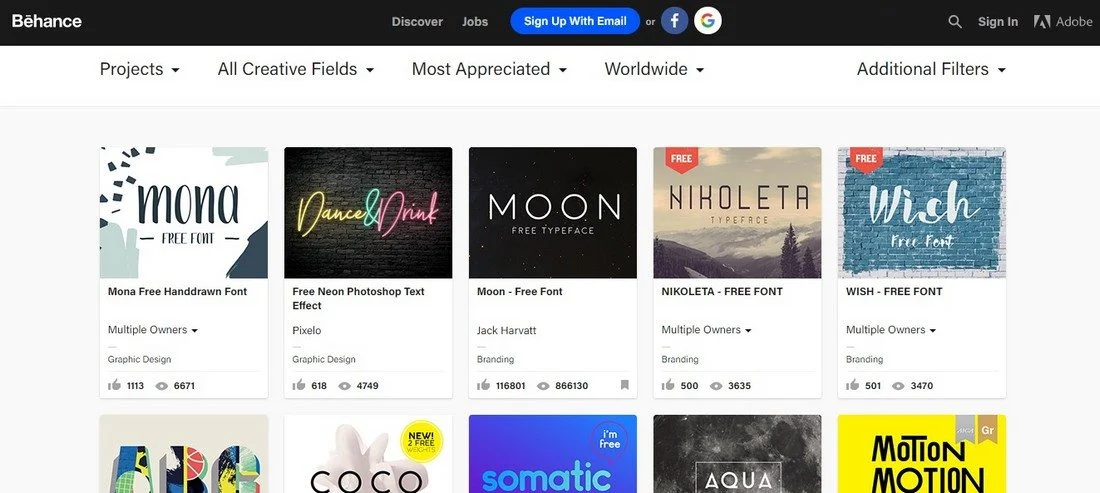 Bēhance
Discover
Jobs
Sign Up With Email
or
f
G
Sign In
Adobe
Projects
All Creative Fields
Most Appreciated
Worldwide
Additional Filters
mona
FREE FONT
Mona Free Handdrawn Font
Multiple Owners
Graphic Design
1113
6671
Dance&Drink
Free Neon Photoshop Text
Effect
Pixelo
Graphic Design
618
4749
MOON
FREE TYPEFACE
Moon - Free Font
Jack Harvatt
Branding
116801
866130
FREE
NIKOLETA
TYPEFACE
NIKOLETA - FREE FONT
Multiple Owners
Branding
500
3635
FREE
Wish
Free Font
WISH - FREE FONT
Multiple Owners
Branding
501
3470
ABC
NEW!
2 FREE
WEIGHTS
COCO
i'm
free
somatic
AQUA
AIGA
Gr
MOTION
MOTION